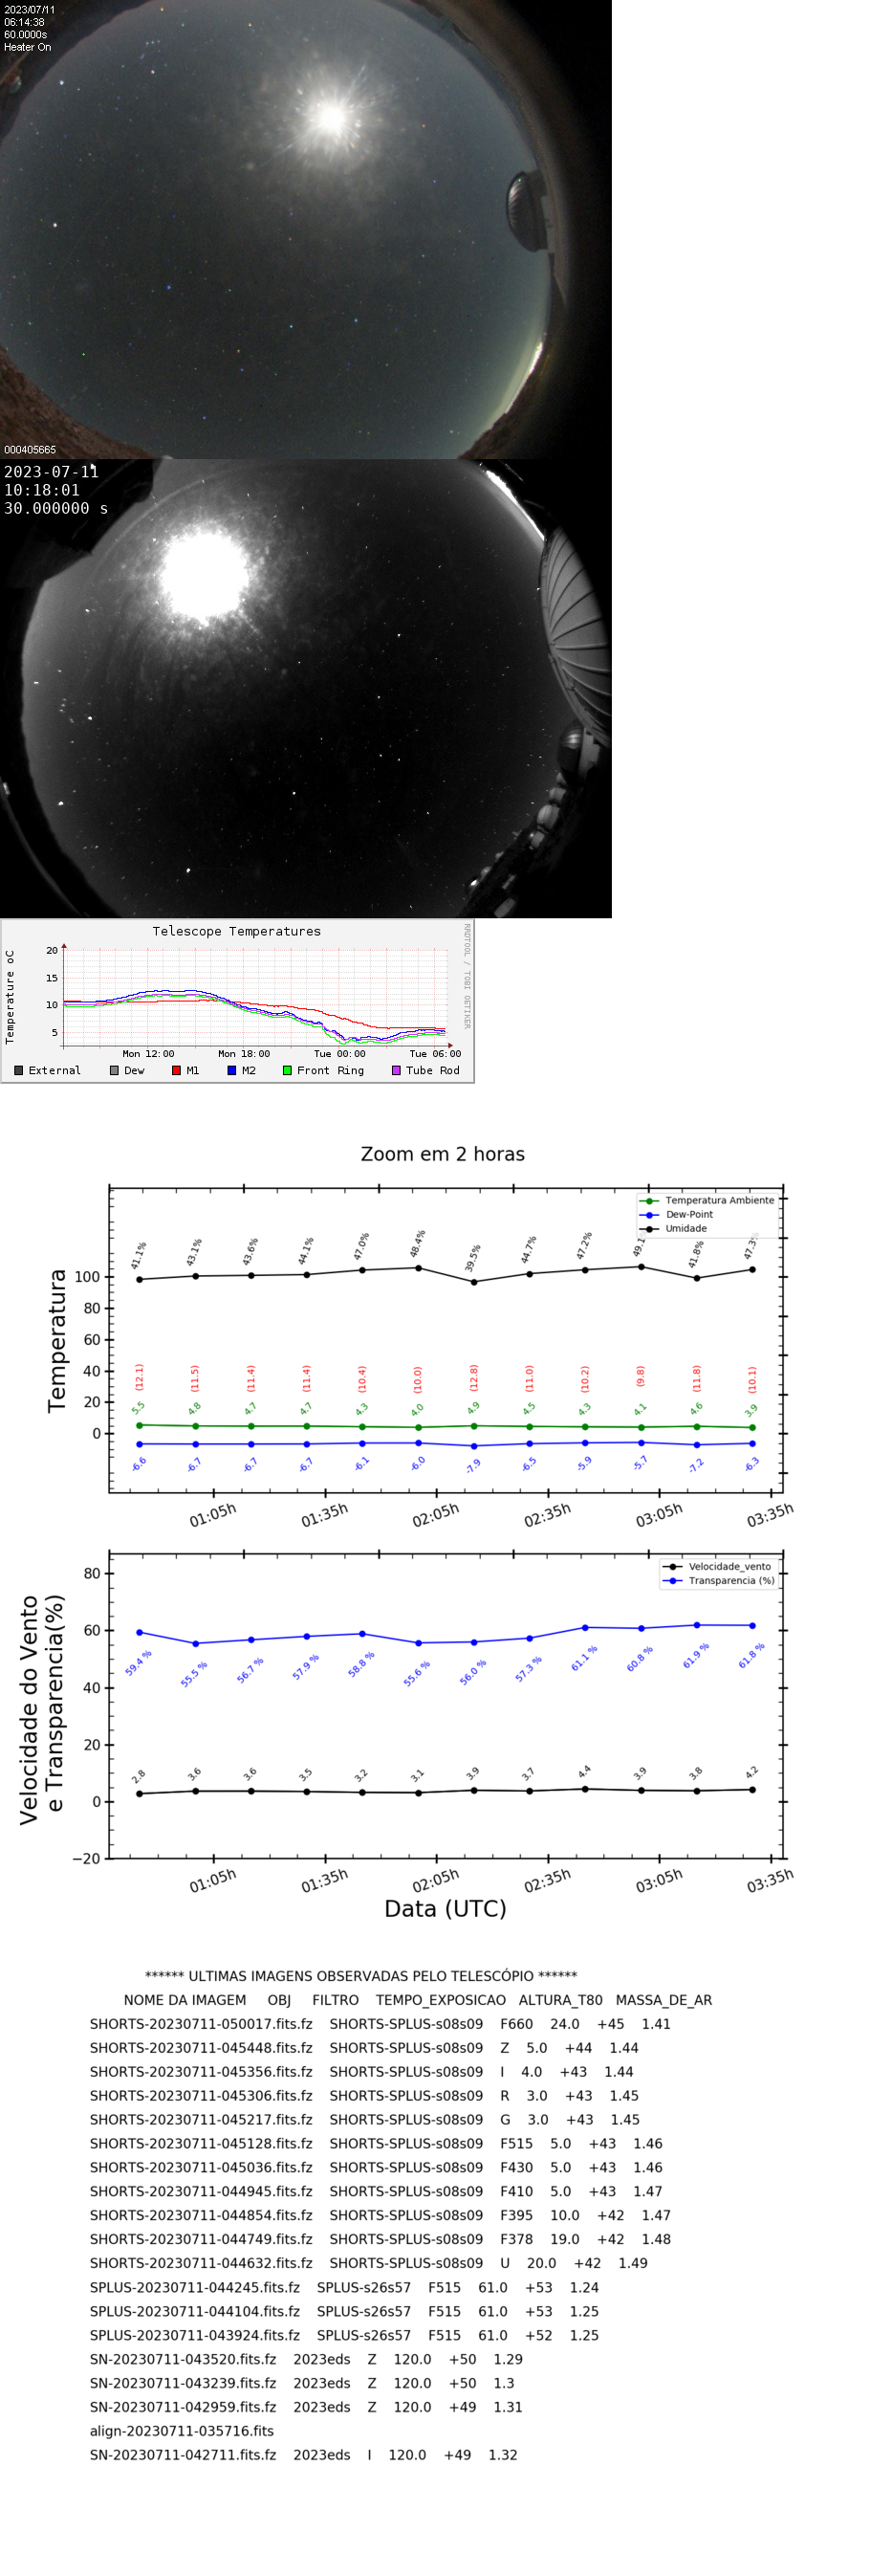 2023/07/11
06:14:38
60.0000s
Heater On
000405665
2023-07-11
10:18:01
30.000000 s
Telescope Temperatures
RRDTOOL / TOBI OETIKER
Temperature oC
20
15
10
5
Mon 12:00 Mon 18:00 Tue 00:00 Tue 06:00
External Dew M1 M2 Front Ring Tube Rod
Zoom em 2 horas
Temperatura Ambiente
Dew-Point
Umidade
Temperatura
100
80
60
40
20
0
41.1% 43.1% 43.6% 44.1% 47.0% 48.4% 39.5% 44.7% 47.2% 49.1 41.8% 47.3%
(12.1) (11.5) (11.4) (11.4) (10.4) (10.0) (12.8) (11.0) (10.2) (9.8) (11.8) (10.1)
5.5 4.8 4.7 4.7 4.3 4.0 4.9 4.5 4.3 4.1 4.6 3.9
-6.6 -6.7 -6.7 -6.7 -6.1 -6.0 -7.9 -6.5 -5.9 -5.7 -7.2 -6.3
01:05h 01:35h 02:05h 02:35h 03:05h 03:35h
Velocidade_vento
Transparencia (%)
Velocidade do Vento
e Transparencia(%)
80
60
40
20
0
−20
59.4 % 55.5 % 56.7 % 57.9 % 58.8 % 55.6 % 56.0 % 57.3 % 61.1 % 60.8 % 61.9 % 61.8 %
2.8 3.6 3.6 3.5 3.2 3.1 3.9 3.7 4.4 3.9 3.8 4.2
01:05h 01:35h 02:05h 02:35h 03:05h 03:35h
Data (UTC)
****** ULTIMAS IMAGENS OBSERVADAS PELO TELESCÓPIO ******
NOME DA IMAGEM OBJ FILTRO TEMPO_EXPOSICAO ALTURA_T80 MASSA_DE_AR
SHORTS-20230711-050017.fits.fz SHORTS-SPLUS-s08s09 F660 24.0 +45 1.41
SHORTS-20230711-045448.fits.fz SHORTS-SPLUS-s08s09 Z 5.0 +44 1.44
SHORTS-20230711-045356.fits.fz SHORTS-SPLUS-s08s09 I 4.0 +43 1.44
SHORTS-20230711-045306.fits.fz SHORTS-SPLUS-s08s09 R 3.0 +43 1.45
SHORTS-20230711-045217.fits.fz SHORTS-SPLUS-s08s09 G 3.0 +43 1.45
SHORTS-20230711-045128.fits.fz SHORTS-SPLUS-s08s09 F515 5.0 +43 1.46
SHORTS-20230711-045036.fits.fz SHORTS-SPLUS-s08s09 F430 5.0 +43 1.46
SHORTS-20230711-044945.fits.fz SHORTS-SPLUS-s08s09 F410 5.0 +43 1.47
SHORTS-20230711-044854.fits.fz SHORTS-SPLUS-s08s09 F395 10.0 +42 1.47
SHORTS-20230711-044749.fits.fz SHORTS-SPLUS-s08s09 F378 19.0 +42 1.48
SHORTS-20230711-044632.fits.fz SHORTS-SPLUS-s08s09 U 20.0 +42 1.49
SPLUS-20230711-044245.fits.fz SPLUS-s26s57 F515 61.0 +53 1.24
SPLUS-20230711-044104.fits.fz SPLUS-s26s57 F515 61.0 +53 1.25
SPLUS-20230711-043924.fits.fz SPLUS-s26s57 F515 61.0 +52 1.25
SN-20230711-043520.fits.fz 2023eds Z 120.0 +50 1.29
SN-20230711-043239.fits.fz 2023eds Z 120.0 +50 1.3
SN-20230711-042959.fits.fz 2023eds Z 120.0 +49 1.31
align-20230711-035716.fits
SN-20230711-042711.fits.fz 2023eds I 120.0 +49 1.32